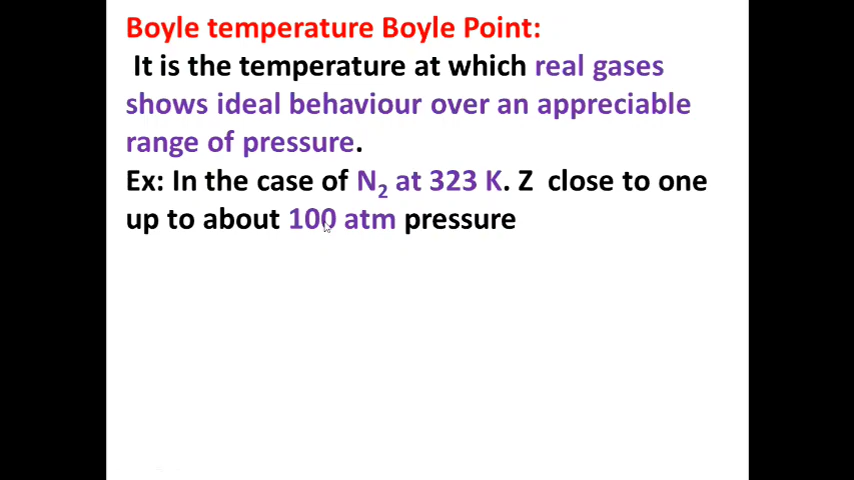 Boyle temperature Boyle Point:
It is the temperature at which real gases
shows ideal behaviour over an appreciable
range of pressure.
Ex: In the case of N₂ at 323 K. Z close to one
up to about 100 atm pressure